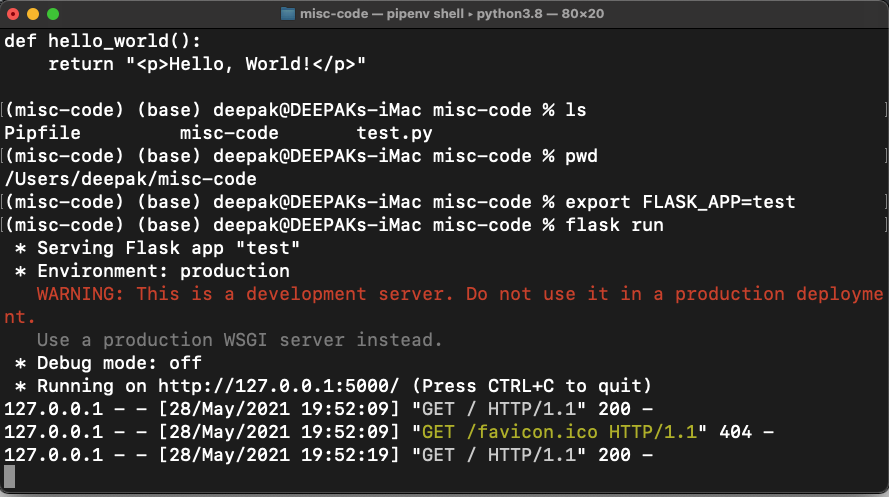 misc-code — pipenv shell ▸ python3.8 — 80×20
def hello_world():
    return "<p>Hello, World!</p>"
[(misc-code) (base) deepak@DEEPAKs-iMac misc-code % ls ]
Pipfile         misc-code       test.py
[(misc-code) (base) deepak@DEEPAKs-iMac misc-code % pwd ]
/Users/deepak/misc-code
[(misc-code) (base) deepak@DEEPAKs-iMac misc-code % export FLASK_APP=test ]
[(misc-code) (base) deepak@DEEPAKs-iMac misc-code % flask run ]
 * Serving Flask app "test"
 * Environment: production
   WARNING: This is a development server. Do not use it in a production deployme
nt.
   Use a production WSGI server instead.
 * Debug mode: off
 * Running on http://127.0.0.1:5000/ (Press CTRL+C to quit)
127.0.0.1 - - [28/May/2021 19:52:09] "GET / HTTP/1.1" 200 -
127.0.0.1 - - [28/May/2021 19:52:09] "GET /favicon.ico HTTP/1.1" 404 -
127.0.0.1 - - [28/May/2021 19:52:19] "GET / HTTP/1.1" 200 -